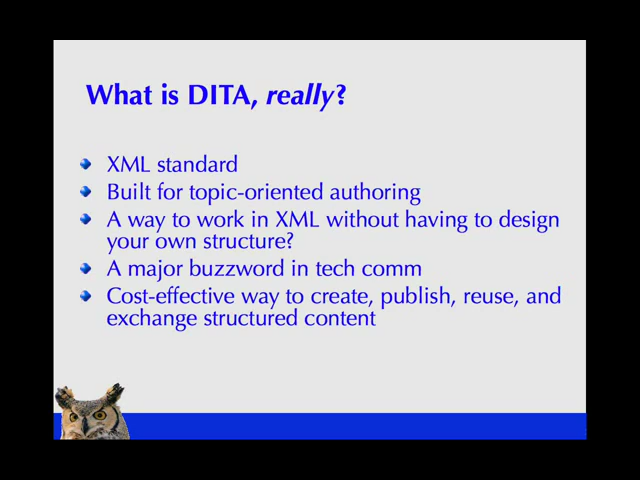 What is DITA, really?
XML standard
Built for topic-oriented authoring
A way to work in XML without having to design
your own structure?
A major buzzword in tech comm
Cost-effective way to create, publish, reuse, and
exchange structured content